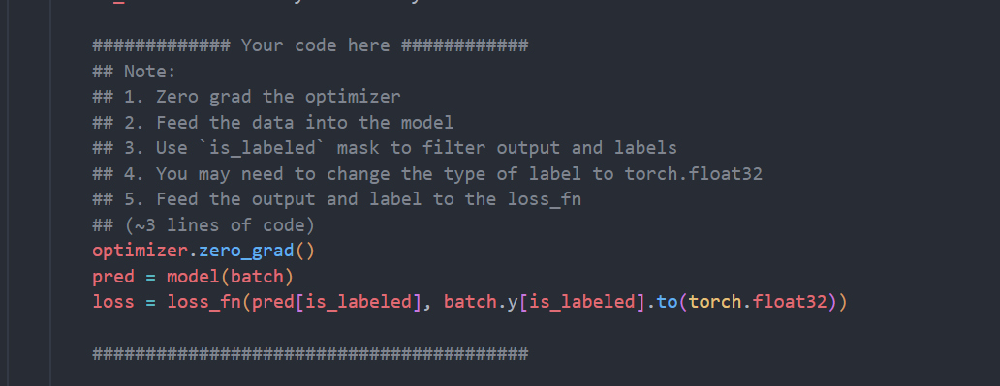 ############# Your code here ############
## Note:
## 1. Zero grad the optimizer
## 2. Feed the data into the model
## 3. Use `is_labeled` mask to filter output and labels
## 4. You may need to change the type of label to torch.float32
## 5. Feed the output and label to the loss_fn
## (~3 lines of code)
optimizer.zero_grad()
pred = model(batch)
loss = loss_fn(pred[is_labeled], batch.y[is_labeled].to(torch.float32))
#########################################